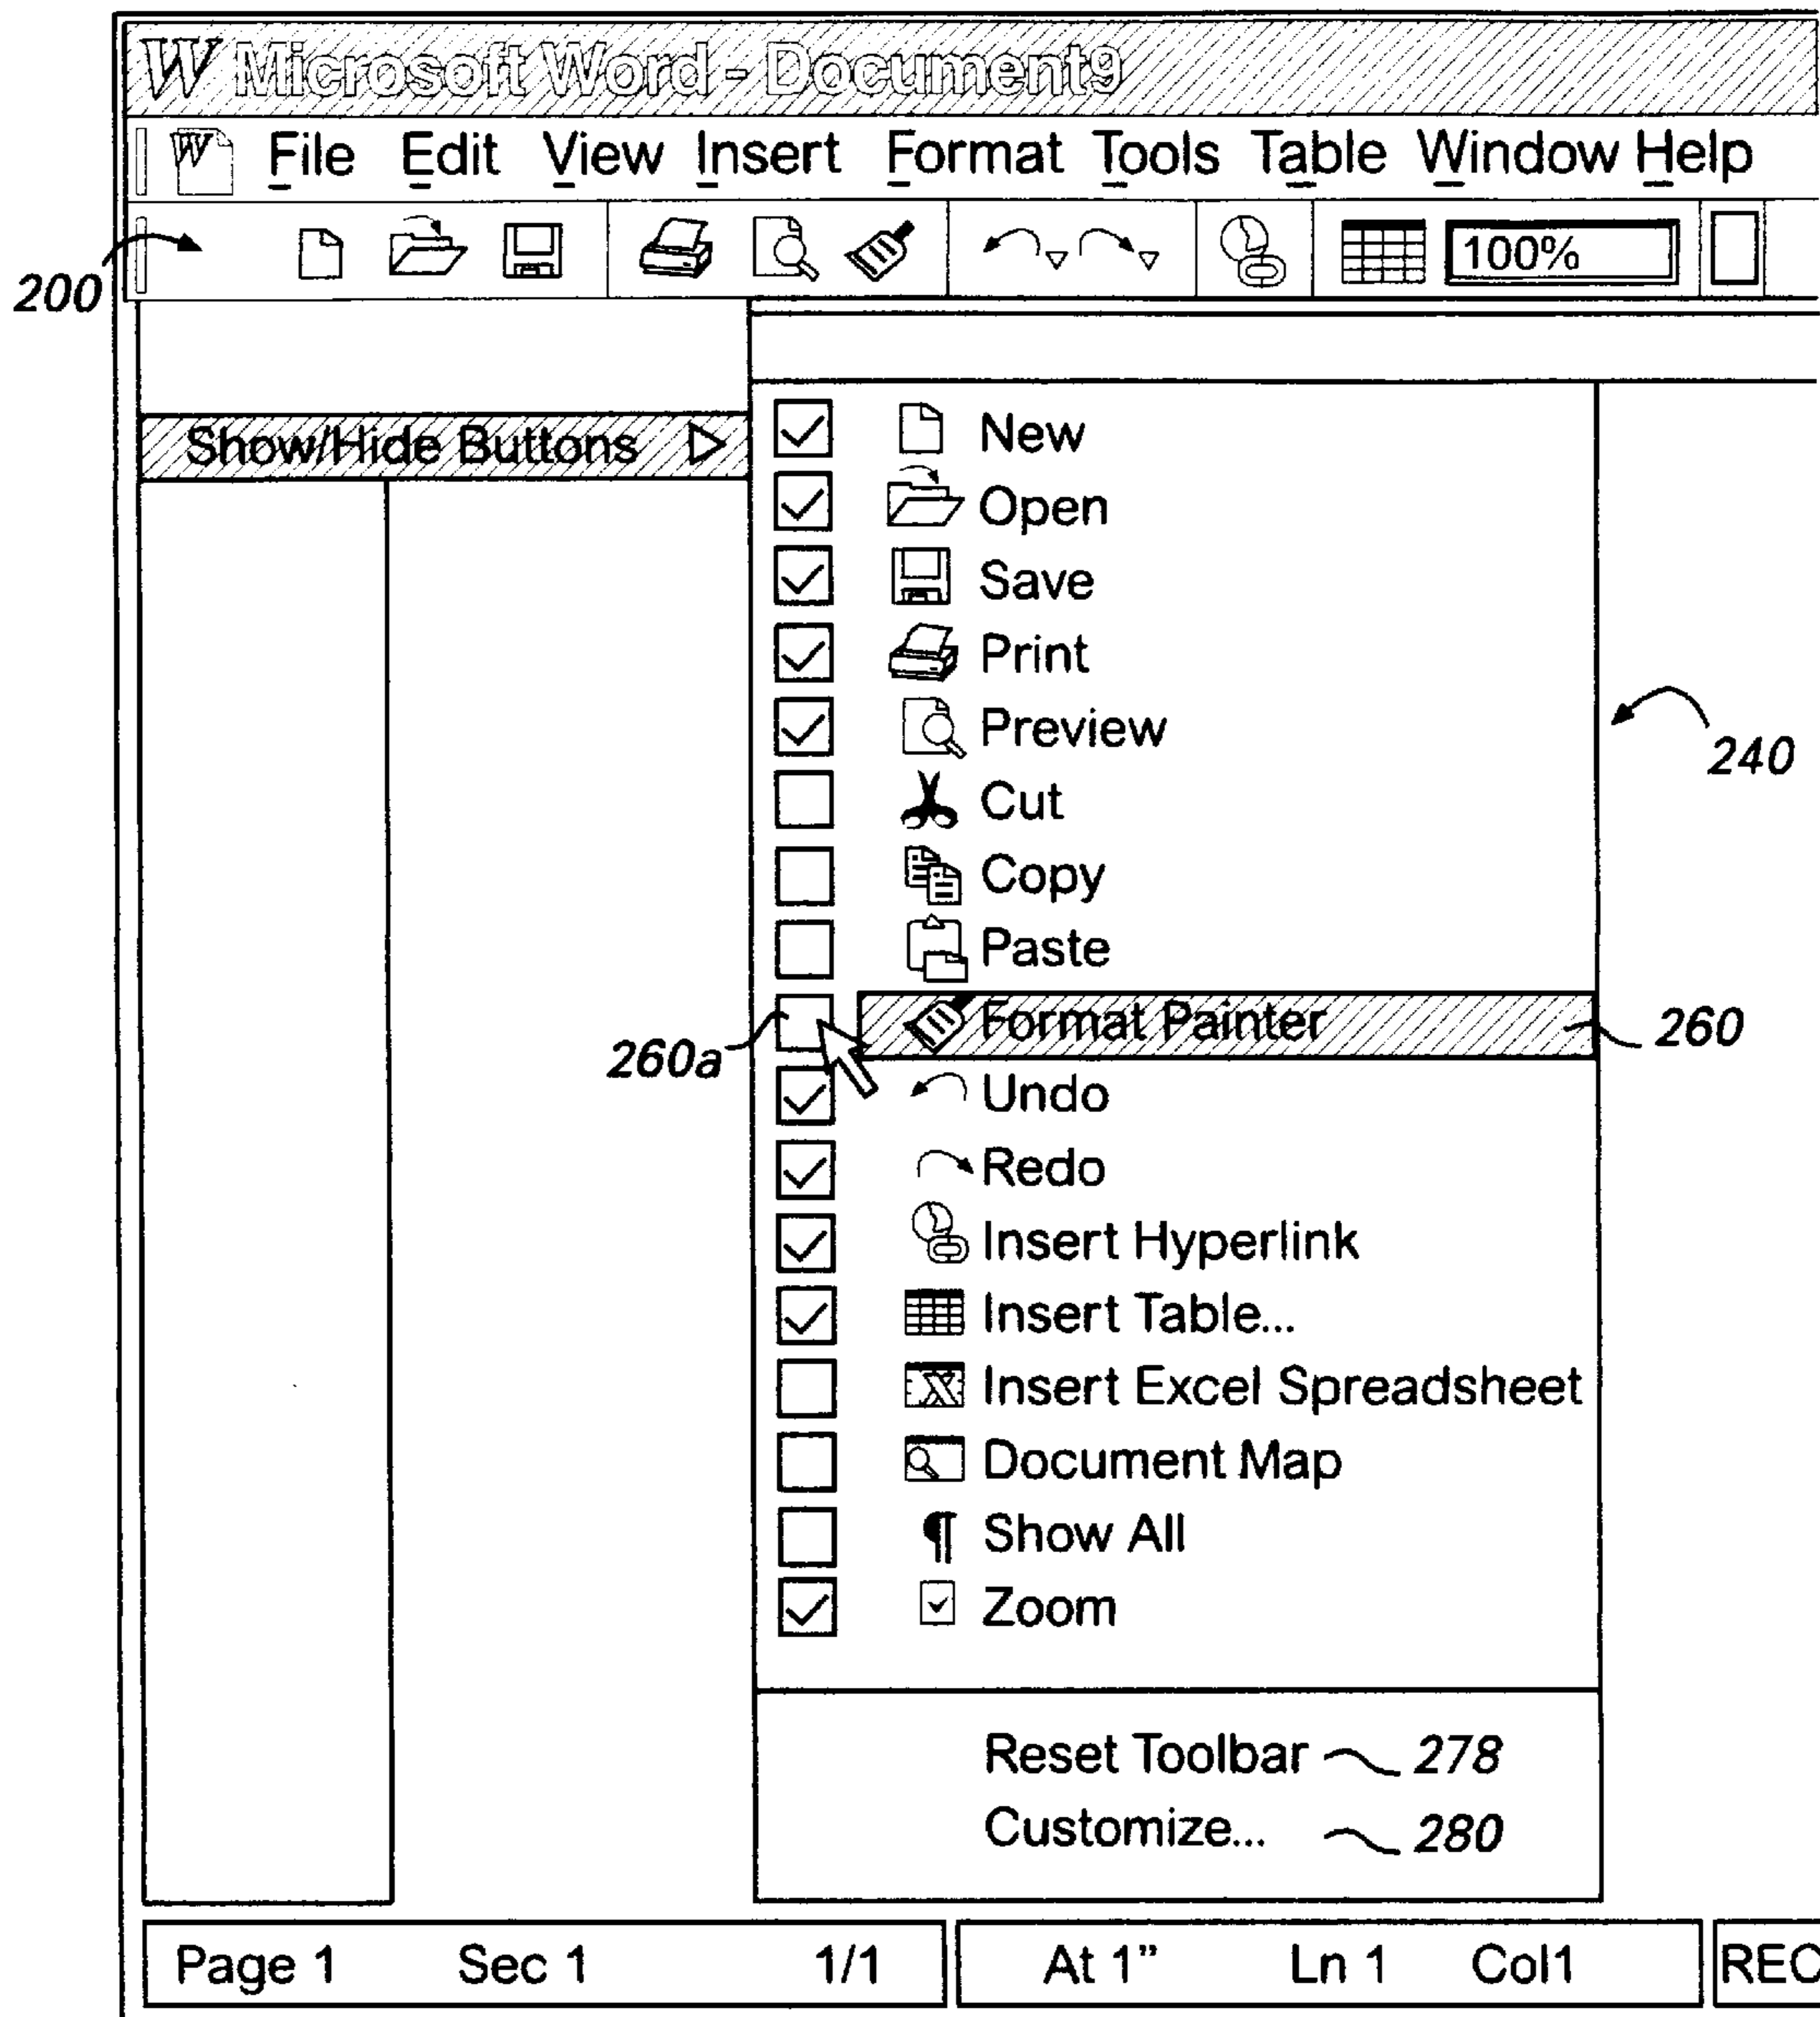 W Microsoft Word - Document9
W File Edit View Insert Format Tools Table Window Help
100%
200
Show/Hide Buttons
New
Open
Save
Print
Preview
240
Cut
Copy
Paste
Format Painter
260
260a
Undo
Redo
Insert Hyperlink
Insert Table...
X Insert Excel Spreadsheet
Document Map
¶ Show All
Zoom
Reset Toolbar 278
Customize... 280
Page 1 Sec 1 1/1 At 1” Ln 1 Col1 REC